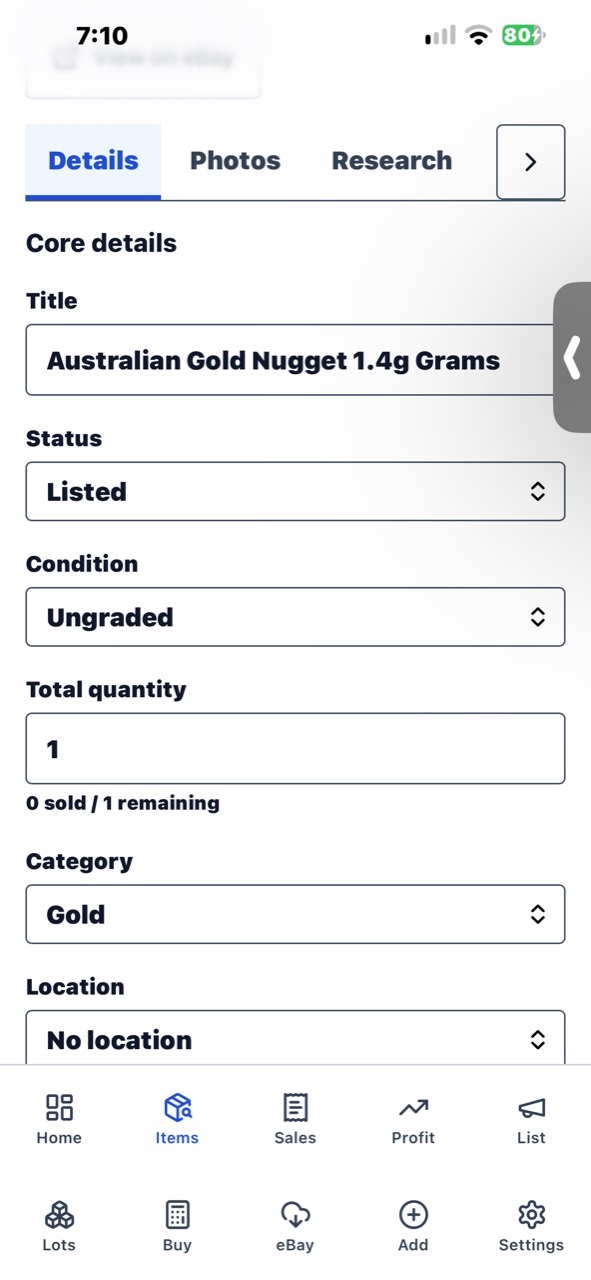 7:10
80
View on eBay
Details
Photos
Research
Core details
Title
Australian Gold Nugget 1.4g Grams
Status
Listed
Condition
Ungraded
Total quantity
1
0 sold / 1 remaining
Category
Gold
Location
No location
Home
Items
Sales
Profit
List
Lots
Buy
eBay
Add
Settings